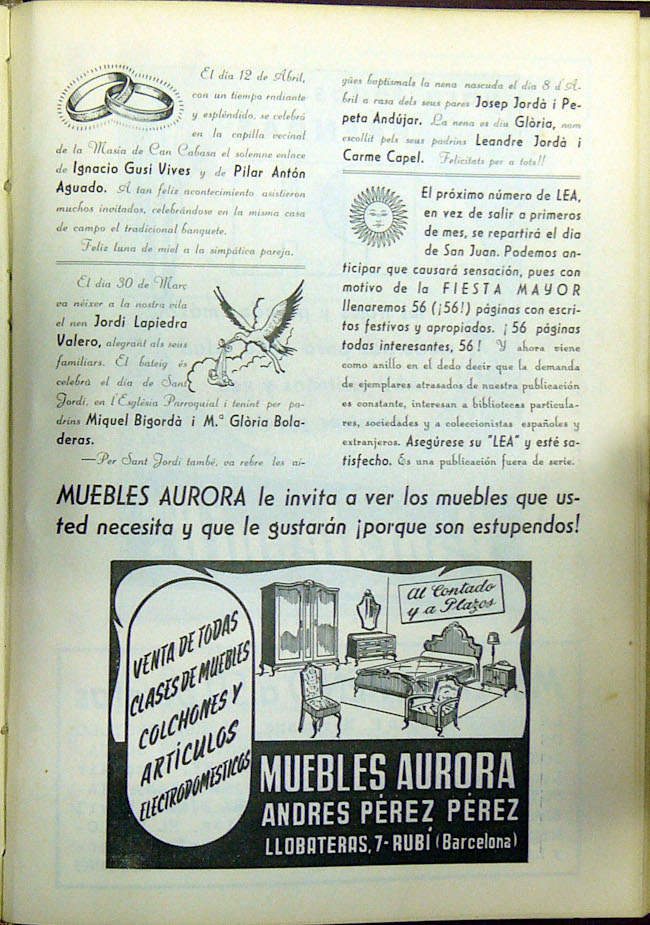 El día 12 de Abril,
con un tiempo radiante
y espléndido, se celebró
en la capilla vecinal
de la Masía de Can Cabasa el solemne enlace
de Ignacio Gusi Vives y de Pilar Antón
Aguado. A tan feliz acontecimiento asistieron
muchos invitados, celebrándose en la misma casa
de campo el tradicional banquete.
Feliz luna de miel a la simpática pareja.
El dia 30 de Març
va néixer a la nostra vila
el nen Jordi Lapiedra
Valero, alegrant als seus
familiars. El bateig és
celebrà el dia de Sant
Jordi, en l'Església Parroquial i tenint per pa-
drins Miquel Bigordà i M.ª Glòria Bola-
deras.
—Per Sant Jordi també, va rebre les ai-
gües baptismals la nena nascuda el dia 8 d'A-
bril a casa dels seus pares Josep Jordà i Pe-
peta Andújar. La nena es diu Glòria, nom
escollit pels seus padrins Leandre Jordà i
Carme Capel. Felicitats per a tots!!
El próximo número de LEA,
en vez de salir a primeros
de mes, se repartirá el día
de San Juan. Podemos an-
ticipar que causará sensación, pues con
motivo de la FIESTA MAYOR
llenaremos 56 (¡56!) páginas con escri-
tos festivos y apropiados. ¡56 páginas
todas interesantes, 56! Y ahora viene
como anillo en el dedo decir que la demanda
de ejemplares atrasados de nuestra publicación
es constante, interesan a bibliotecas particula-
res, sociedades y a coleccionistas españoles y
extranjeros. Asegúrese su "LEA" y esté sa-
tisfecho. Es una publicación fuera de serie.
MUEBLES AURORA le invita a ver los muebles que us-
ted necesita y que le gustarán ¡porque son estupendos!
Al Contado
y a Plazos
VENTA DE TODAS
CLASES DE MUEBLES
COLCHONES Y
ARTÍCULOS
ELECTRODOMESTICOS
MUEBLES AURORA
ANDRES PÉREZ PÉREZ
LLOBATERAS, 7 - RUBÍ (Barcelona)